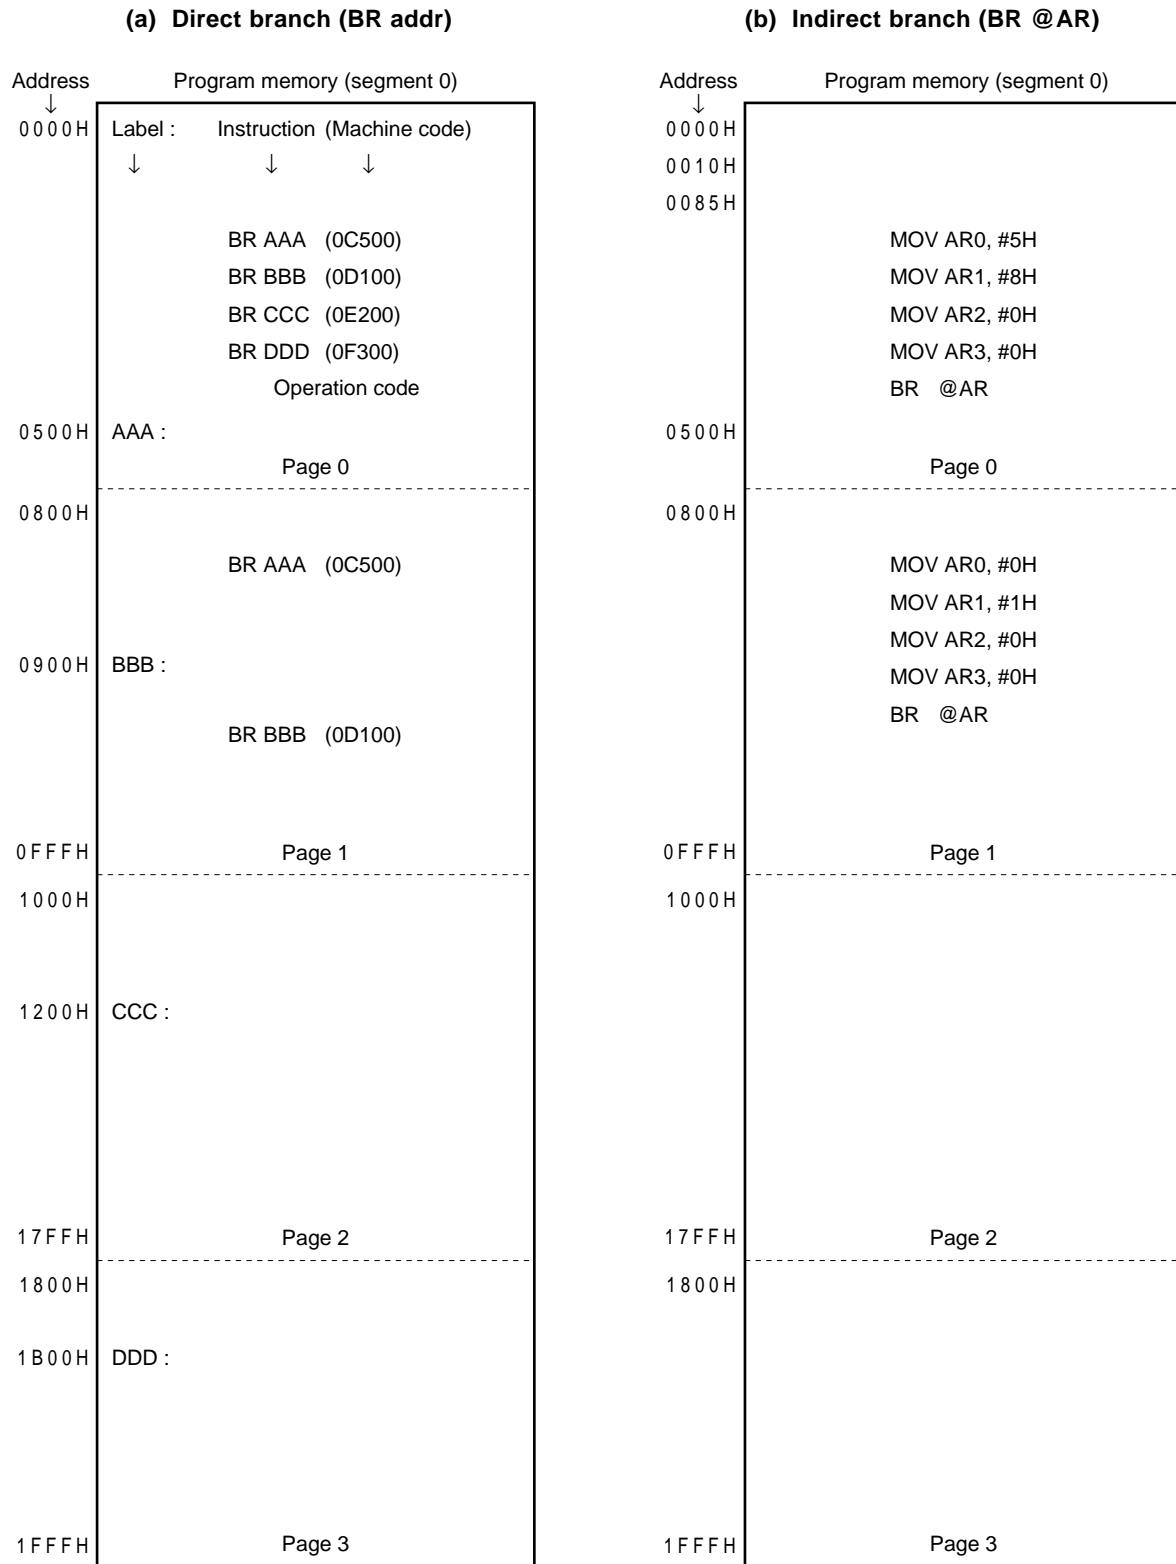 (a) Direct branch (BR addr)
Address Program memory (segment 0)
↓
0000H Label : Instruction (Machine code)
↓ ↓ ↓
BR AAA (0C500)
BR BBB (0D100)
BR CCC (0E200)
BR DDD (0F300)
Operation code
0500H AAA :
Page 0
0800H
BR AAA (0C500)
0900H BBB :
BR BBB (0D100)
0FFFH Page 1
1000H
1200H CCC :
17FFH Page 2
1800H
1B00H DDD :
1FFFH Page 3
(b) Indirect branch (BR @AR)
Address Program memory (segment 0)
↓
0000H
0010H
0085H
MOV AR0, #5H
MOV AR1, #8H
MOV AR2, #0H
MOV AR3, #0H
BR @AR
0500H
Page 0
0800H
MOV AR0, #0H
MOV AR1, #1H
MOV AR2, #0H
MOV AR3, #0H
BR @AR
0FFFH Page 1
1000H
17FFH Page 2
1800H
1FFFH Page 3